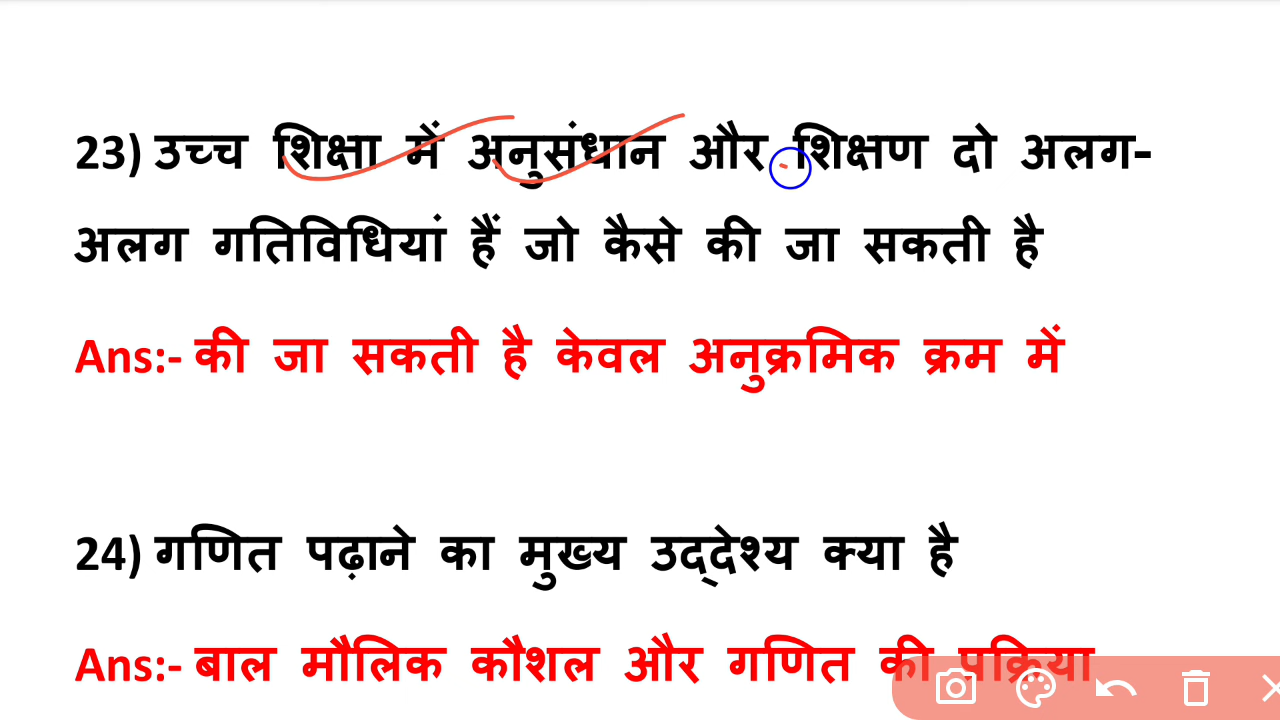 23) उच्च शिक्षा में अनुसंधान और शिक्षण दो अलग-
अलग गतिविधियां हैं जो कैसे की जा सकती है
Ans:- की जा सकती है केवल अनुक्रमिक क्रम में
24) गणित पढ़ाने का मुख्य उद्देश्य क्या है
Ans:- बाल मौलिक कौशल और गणित की प्रक्रिया